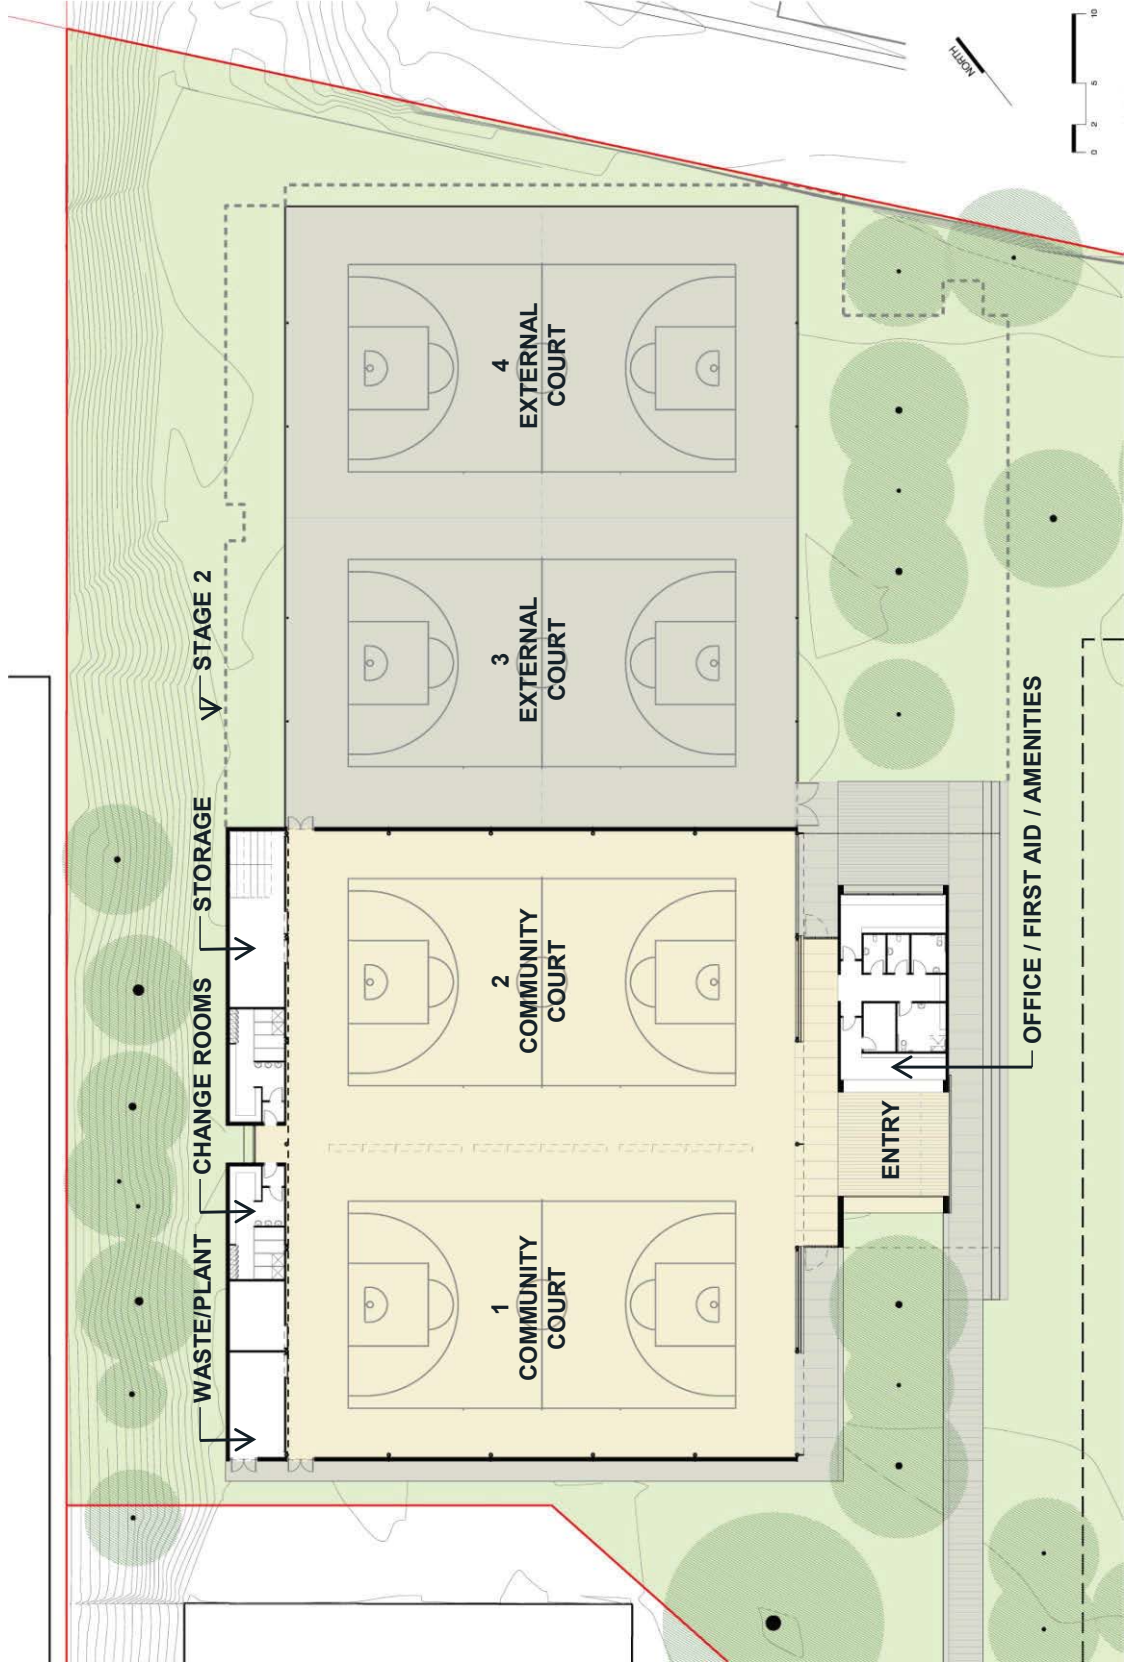 WASTE/PLANT
CHANGE ROOMS
STORAGE
STAGE 2
1
COMMUNITY
COURT
2
COMMUNITY
COURT
3
EXTERNAL
COURT
4
EXTERNAL
COURT
ENTRY
OFFICE / FIRST AID / AMENITIES
NORTH
0 2 5 10